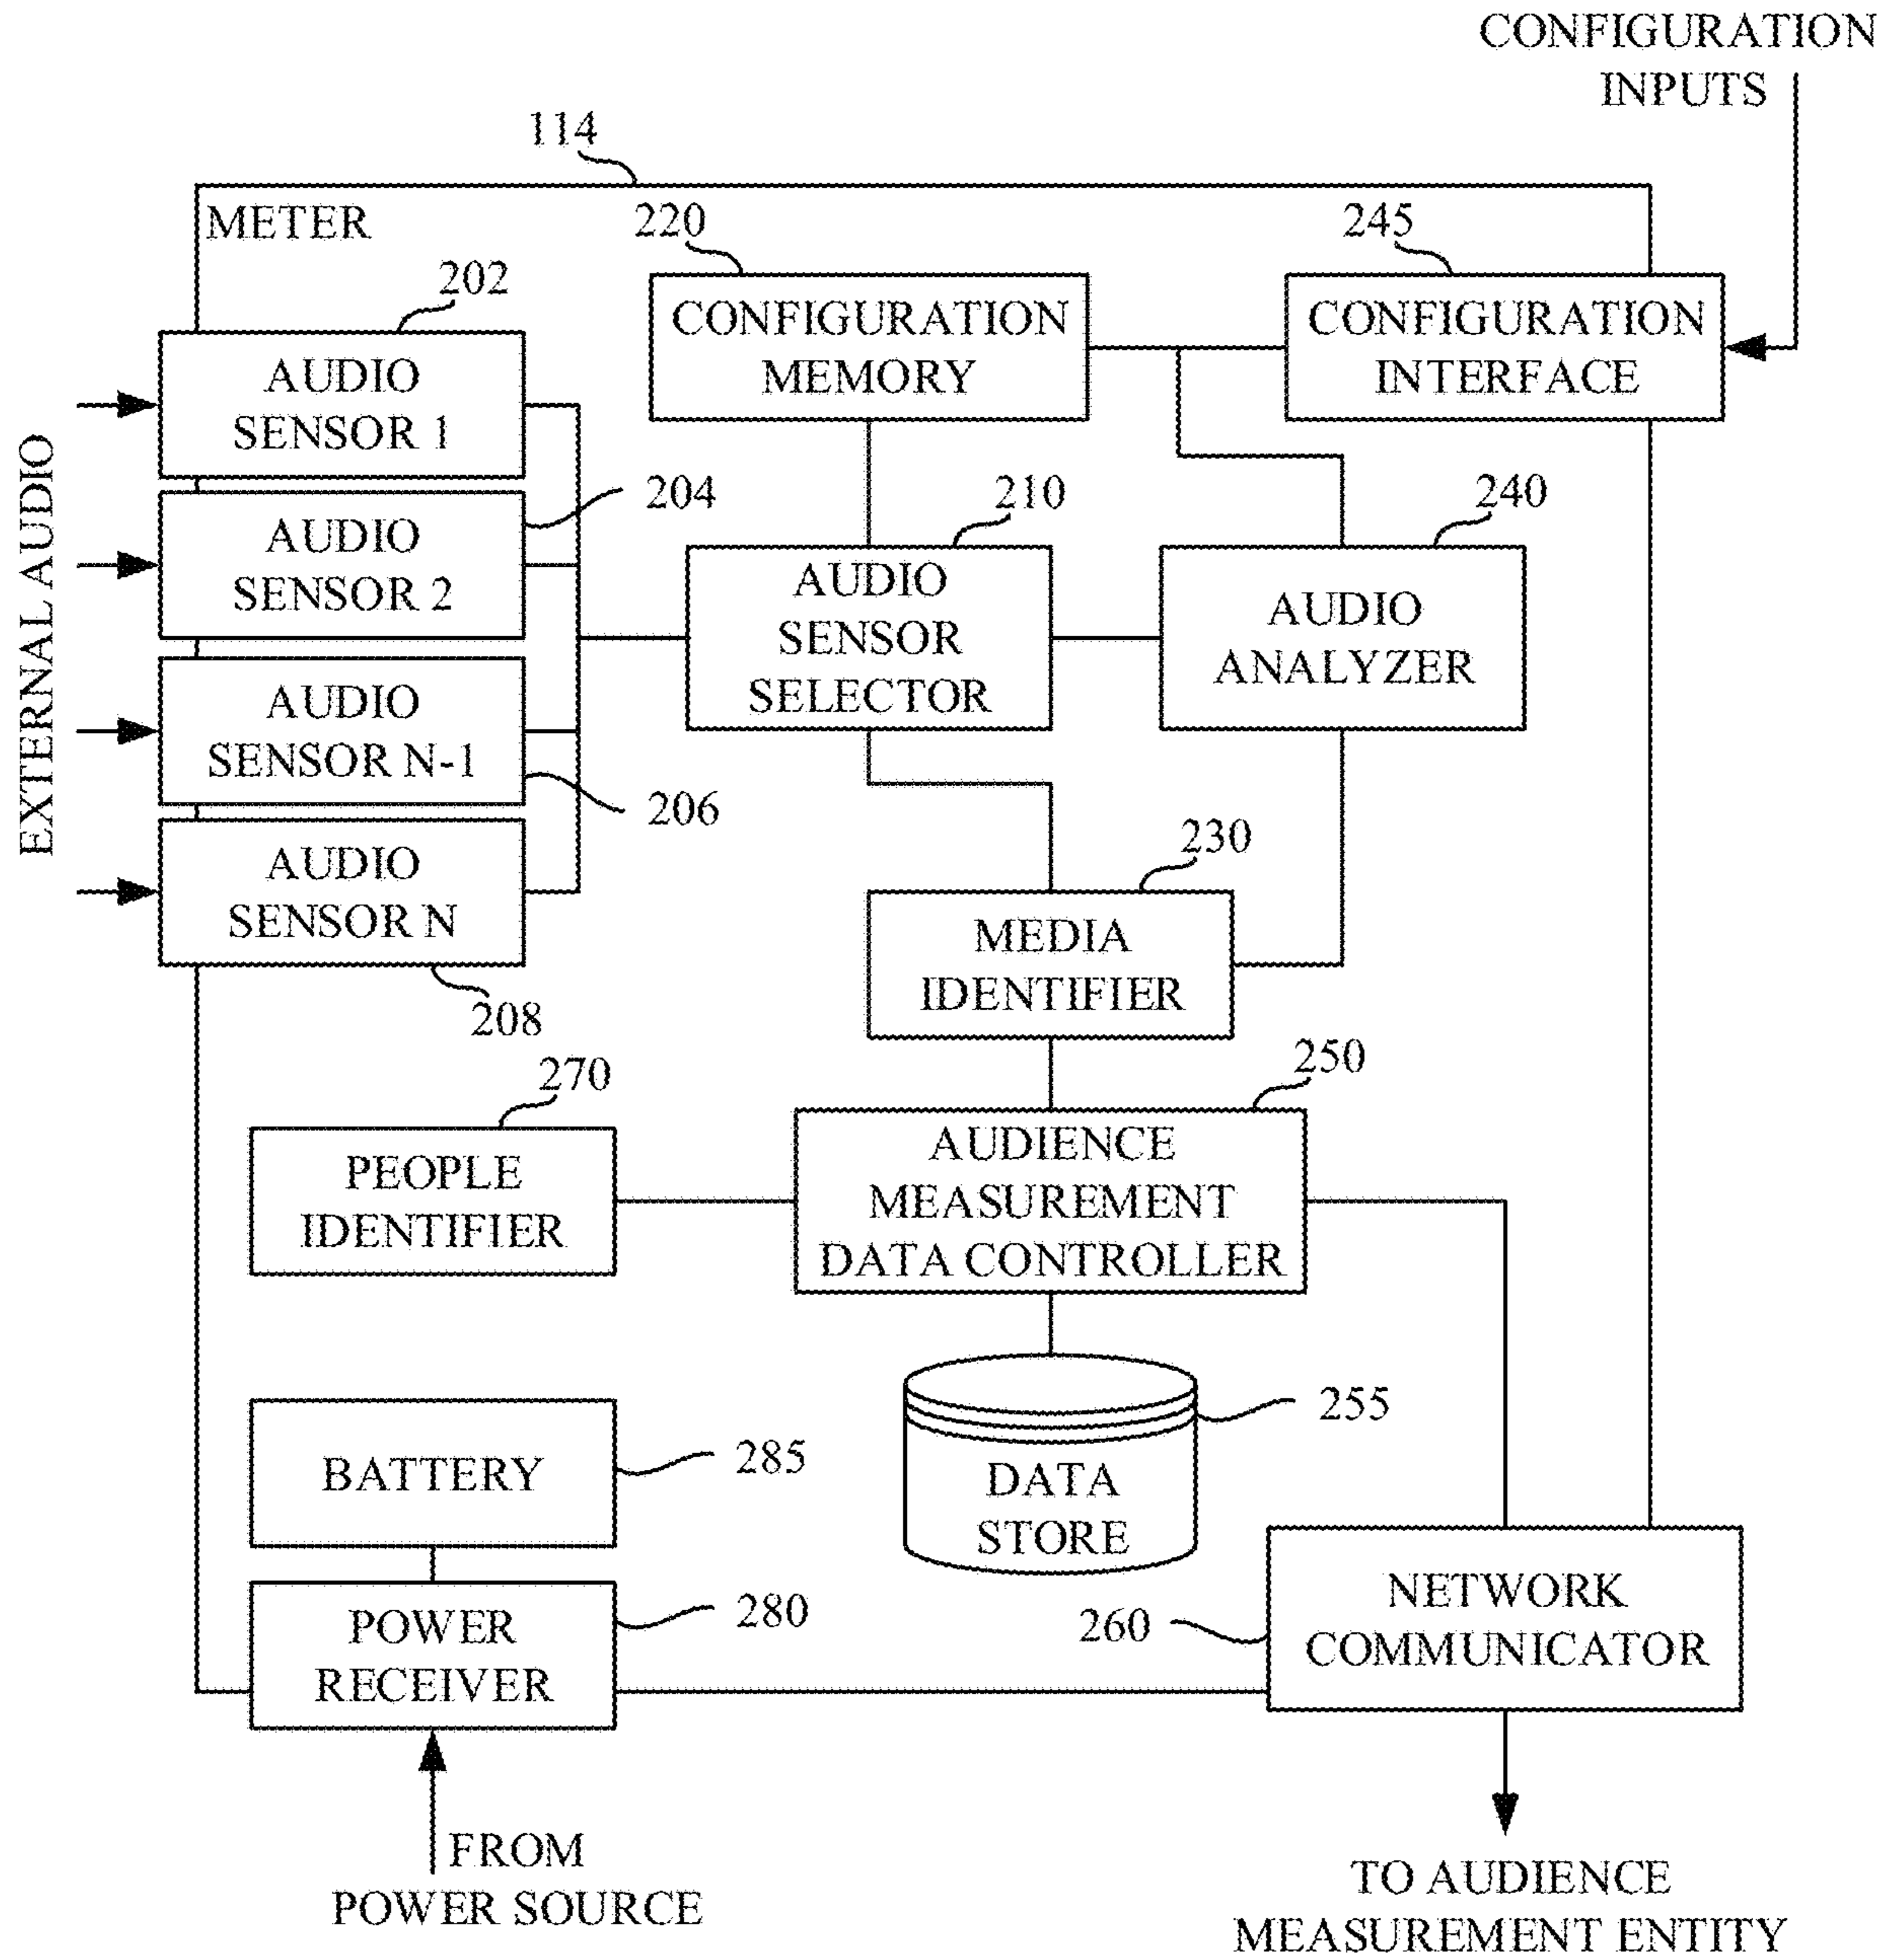 CONFIGURATION
INPUTS
114
METER
220
245
202
CONFIGURATION
MEMORY
CONFIGURATION
INTERFACE
AUDIO
SENSOR 1
EXTERNAL AUDIO
204
AUDIO
SENSOR 2
210
240
AUDIO
SENSOR
SELECTOR
AUDIO
ANALYZER
AUDIO
SENSOR N-1
206
230
AUDIO
SENSOR N
208
MEDIA
IDENTIFIER
270
250
PEOPLE
IDENTIFIER
AUDIENCE
MEASUREMENT
DATA CONTROLLER
255
BATTERY
285
DATA
STORE
POWER
RECEIVER
280
260
NETWORK
COMMUNICATOR
FROM
POWER SOURCE
TO AUDIENCE
MEASUREMENT ENTITY